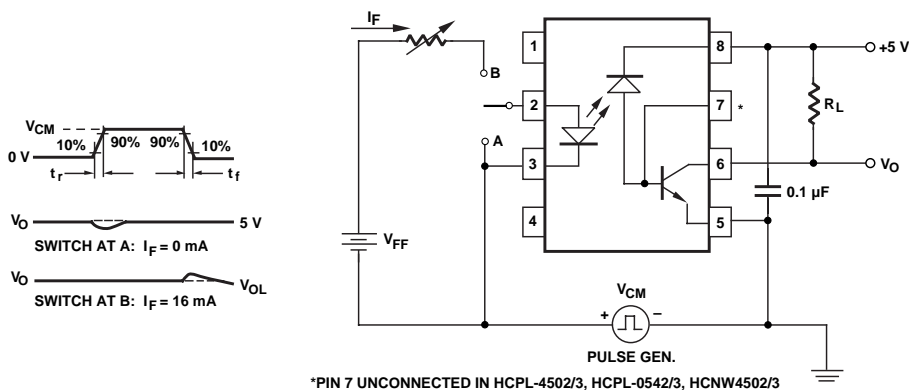 V_CM
0 V
10%
90%
90%
10%
t_r
t_f
V_O
5 V
SWITCH AT A: I_F = 0 mA
V_O
V_OL
SWITCH AT B: I_F = 16 mA
I_F
B
A
V_FF
1
2
3
4
8
7
6
5
*
+5 V
R_L
V_O
0.1 µF
V_CM
+
–
PULSE GEN.
*PIN 7 UNCONNECTED IN HCPL-4502/3, HCPL-0542/3, HCNW4502/3